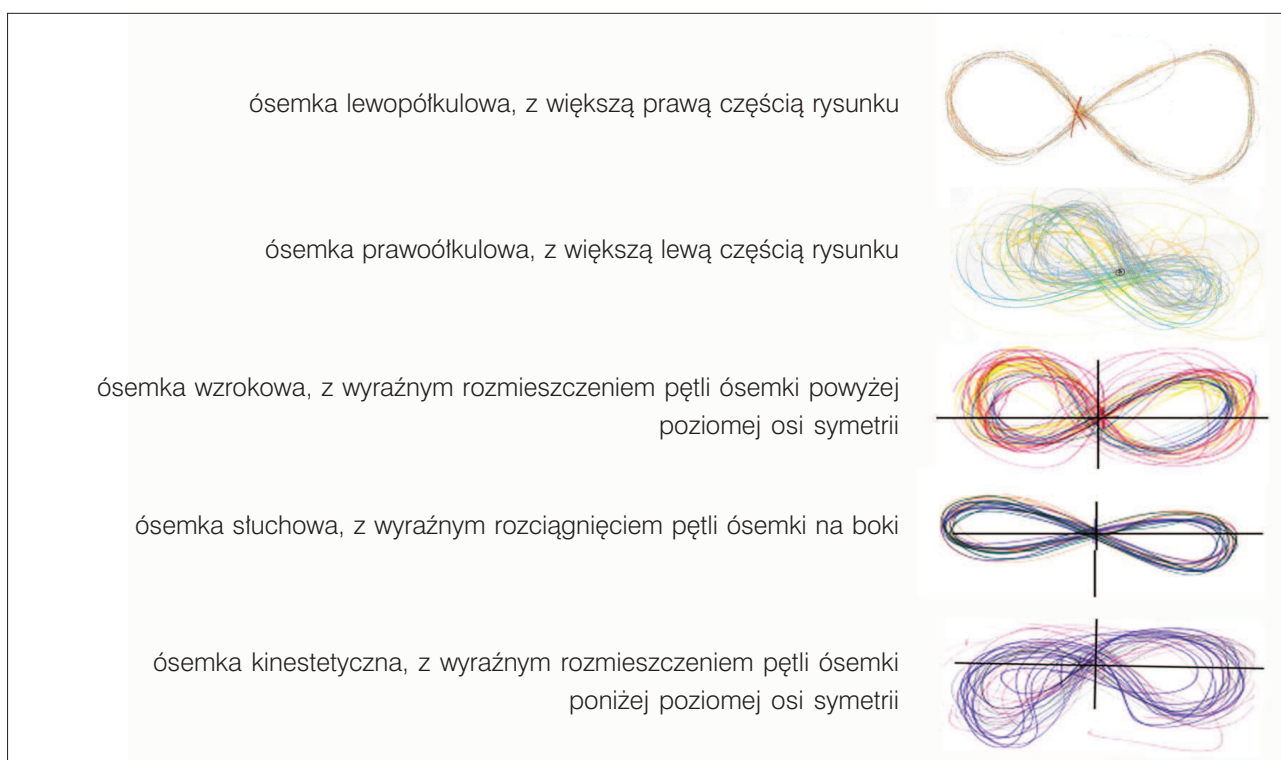 ósemka lewopółkulowa, z większą prawą częścią rysunku
ósemka prawoółkulowa, z większą lewą częścią rysunku
ósemka wzrokowa, z wyraźnym rozmieszczeniem pętli ósemki powyżej
poziomej osi symetrii
ósemka słuchowa, z wyraźnym rozciągnięciem pętli ósemki na boki
ósemka kinestetyczna, z wyraźnym rozmieszczeniem pętli ósemki
poniżej poziomej osi symetrii